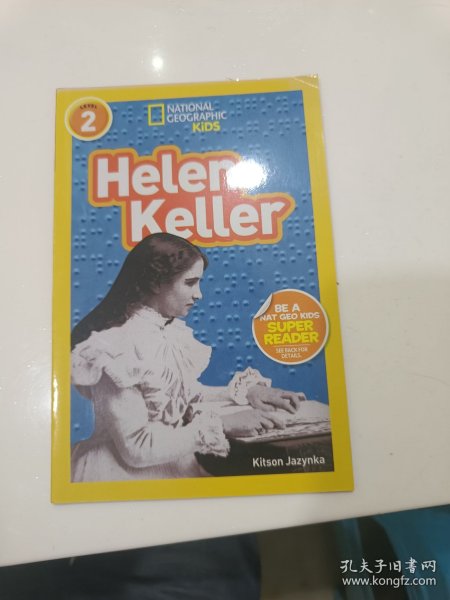 LEVEL
2
NATIONAL
GEOGRAPHIC
KiDS
Helen
Keller
BE A
NAT GEO KIDS
SUPER
READER
SEE BACK FOR
DETAILS.
Kitson Jazynka
孔夫子旧书网
www.kongfz.com